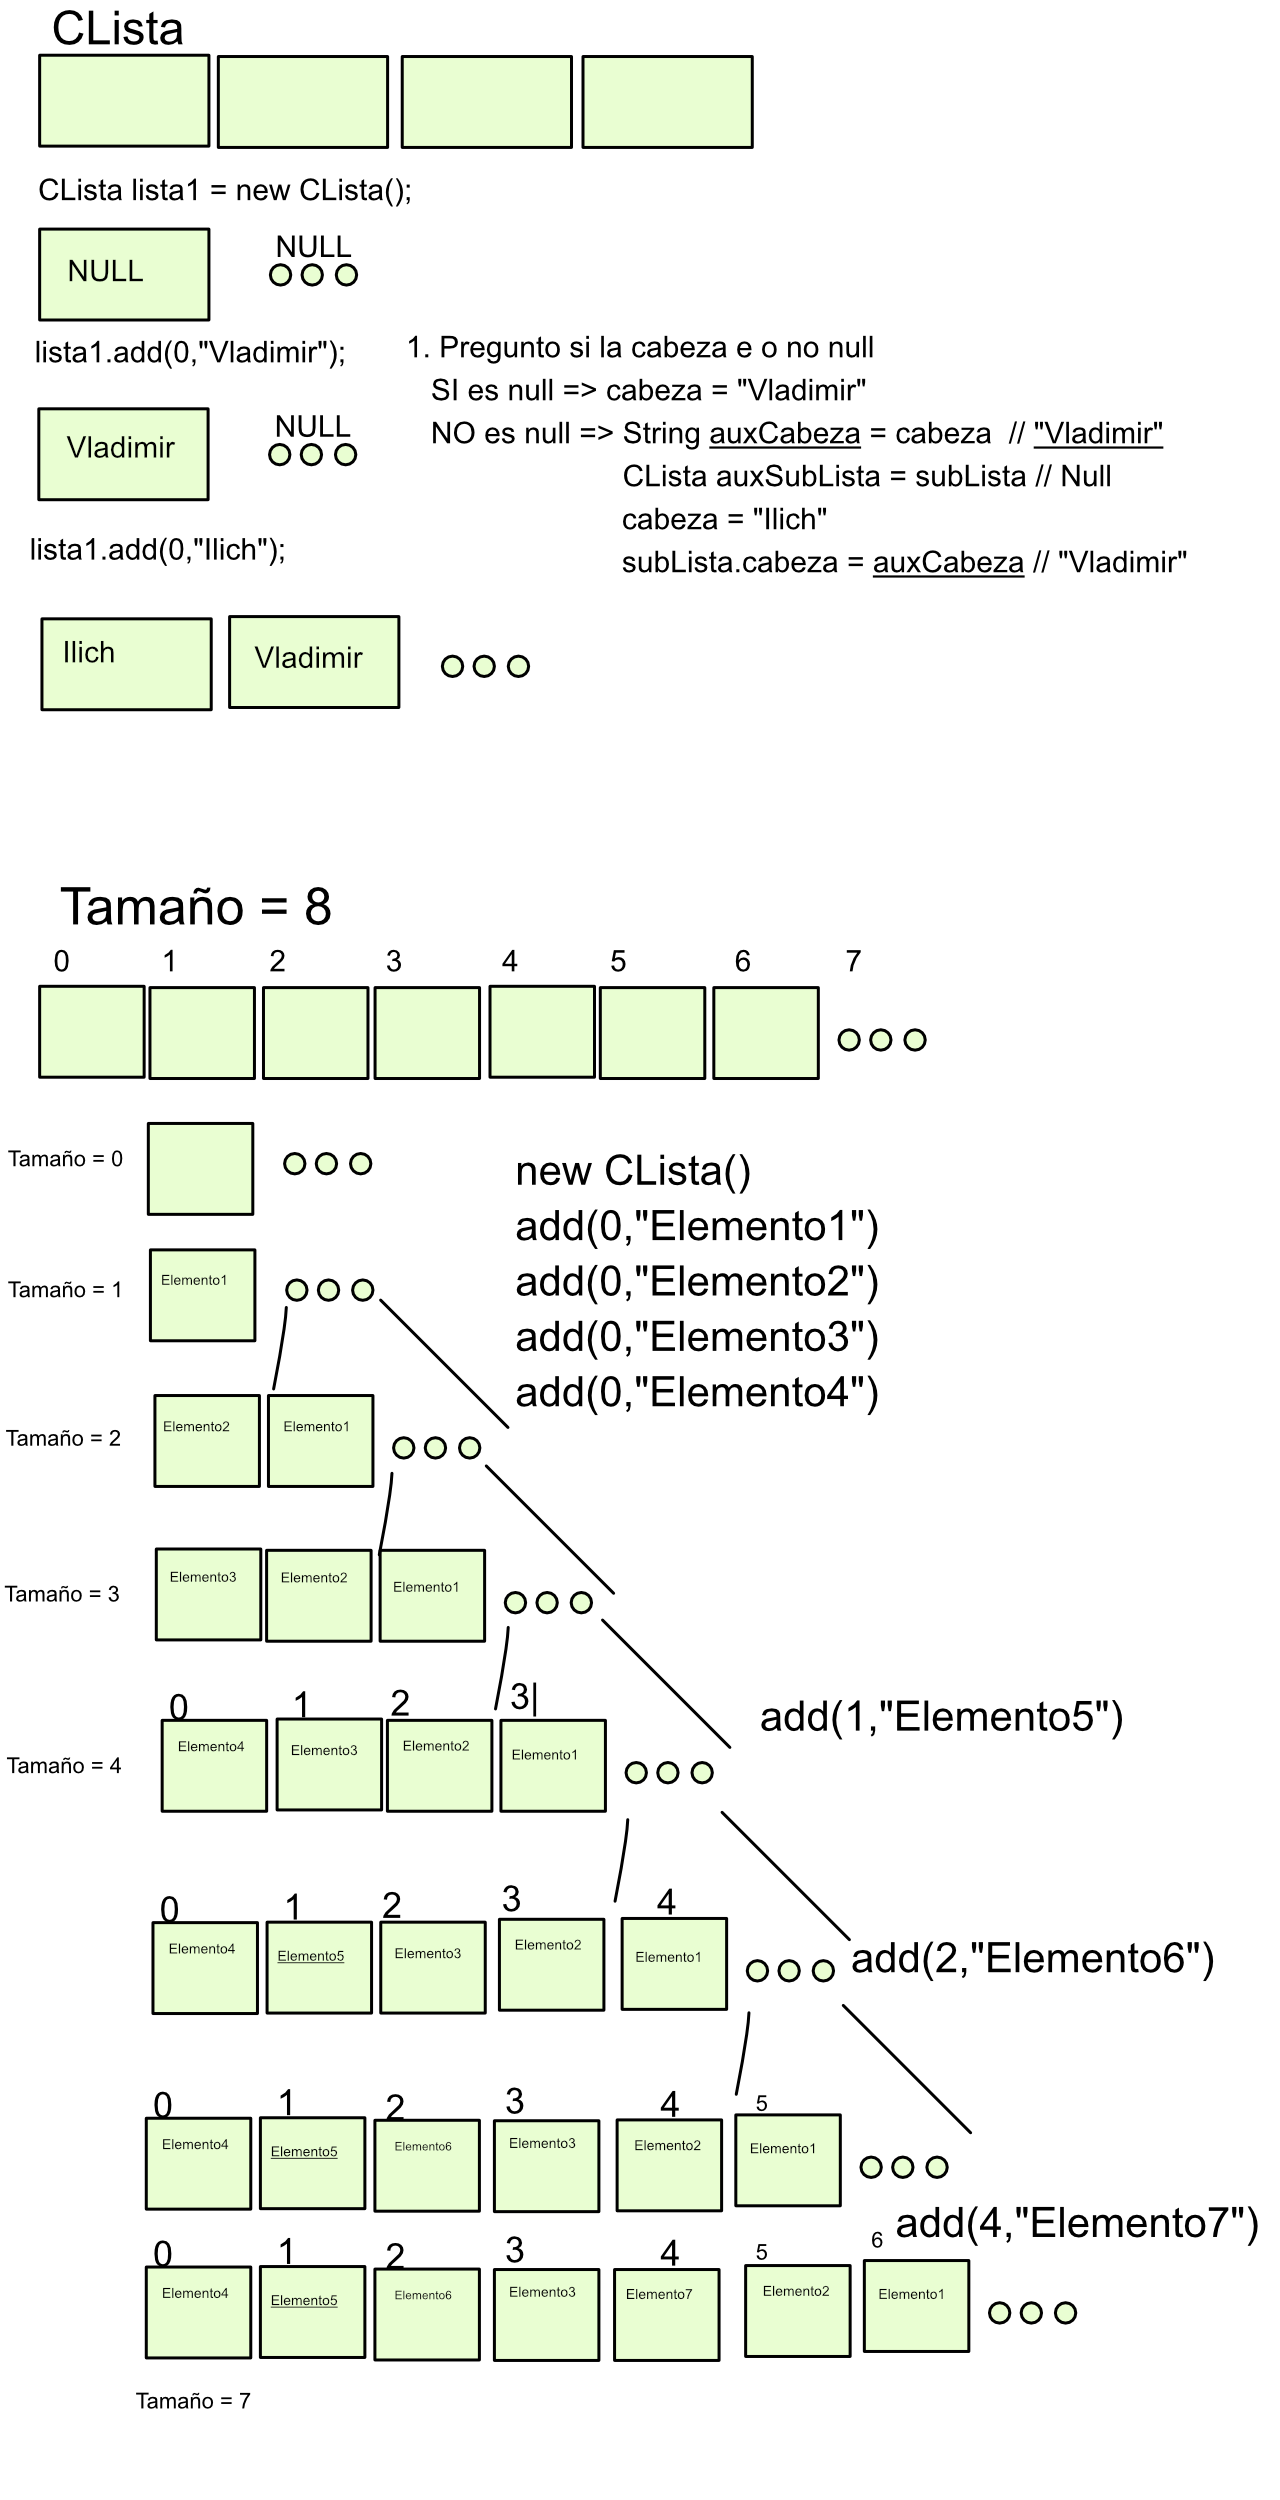 CLista
CLista lista1 = new CLista();
NULL
NULL
lista1.add(0,"Vladimir");
1. Pregunto si la cabeza e o no null
SI es null => cabeza = "Vladimir"
NO es null => String auxCabeza = cabeza // "Vladimir"
CLista auxSubLista = subLista // Null
cabeza = "Ilich"
subLista.cabeza = auxCabeza // "Vladimir"
Vladimir
NULL
lista1.add(0,"Ilich");
Ilich
Vladimir
Tamaño = 8
0 1 2 3 4 5 6 7
Tamaño = 0
new CLista()
add(0,"Elemento1")
add(0,"Elemento2")
add(0,"Elemento3")
add(0,"Elemento4")
Tamaño = 1
Elemento1
Tamaño = 2
Elemento2 Elemento1
Tamaño = 3
Elemento3 Elemento2 Elemento1
0 1 2 3|
add(1,"Elemento5")
Tamaño = 4
Elemento4 Elemento3 Elemento2 Elemento1
0 1 2 3 4
Elemento4 Elemento5 Elemento3 Elemento2 Elemento1
add(2,"Elemento6")
0 1 2 3 4 5
Elemento4 Elemento5 Elemento6 Elemento3 Elemento2 Elemento1
add(4,"Elemento7")
0 1 2 3 4 5 6
Elemento4 Elemento5 Elemento6 Elemento3 Elemento7 Elemento2 Elemento1
Tamaño = 7